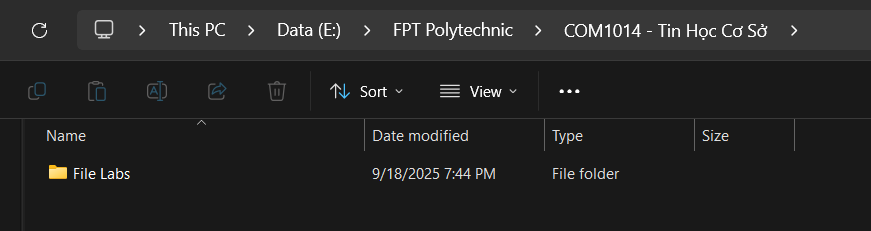 This PC > Data (E:) > FPT Polytechnic > COM1014 - Tin Học Cơ Sở >
Sort View
Name Date modified Type Size
File Labs 9/18/2025 7:44 PM File folder